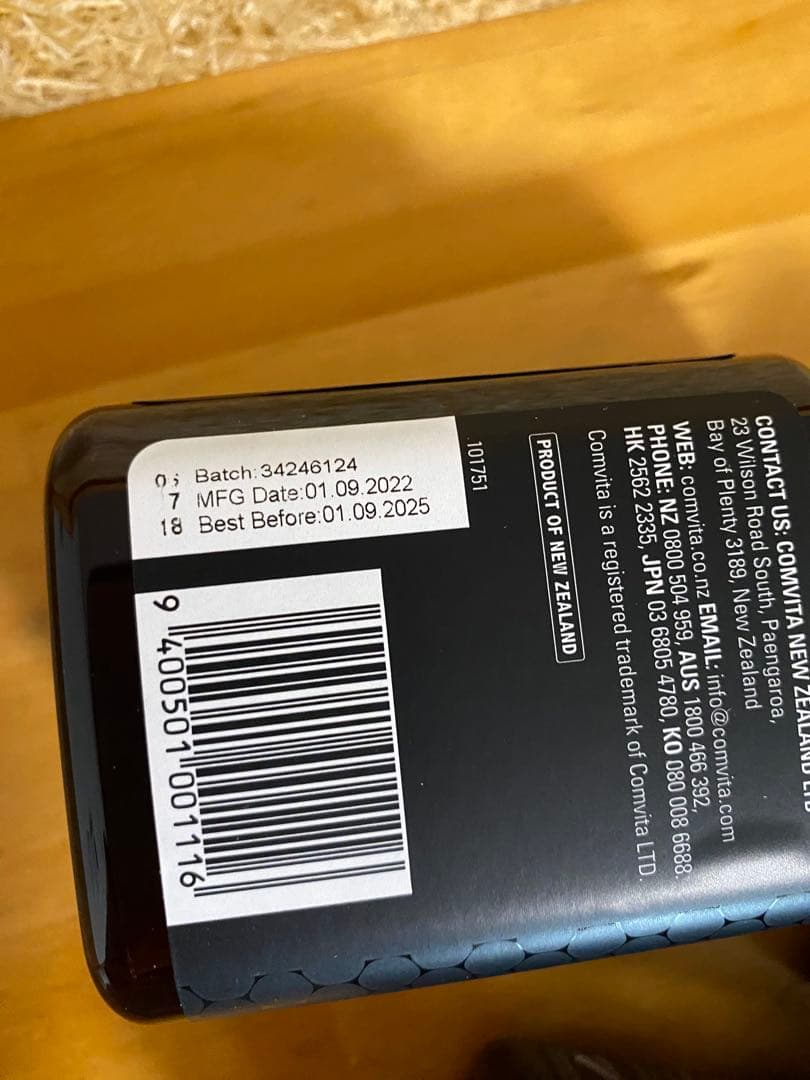 CONTACT US: COMVITA NEW ZEALAND LTD
23 Wilson Road South, Paengaroa,
Bay of Plenty 3189, New Zealand
WEB: comvita.co.nz EMAIL: info@comvita.com
PHONE: NZ 0800 504 959, AUS 1800 466 392,
HK 2562 2335, JPN 03 6805 4780, KO 080 008 6688.
Comvita is a registered trademark of Comvita LTD.
PRODUCT OF NEW ZEALAND
101751
Batch:34246124
7 MFG Date:01.09.2022
18 Best Before:01.09.2025
9 400501 001116